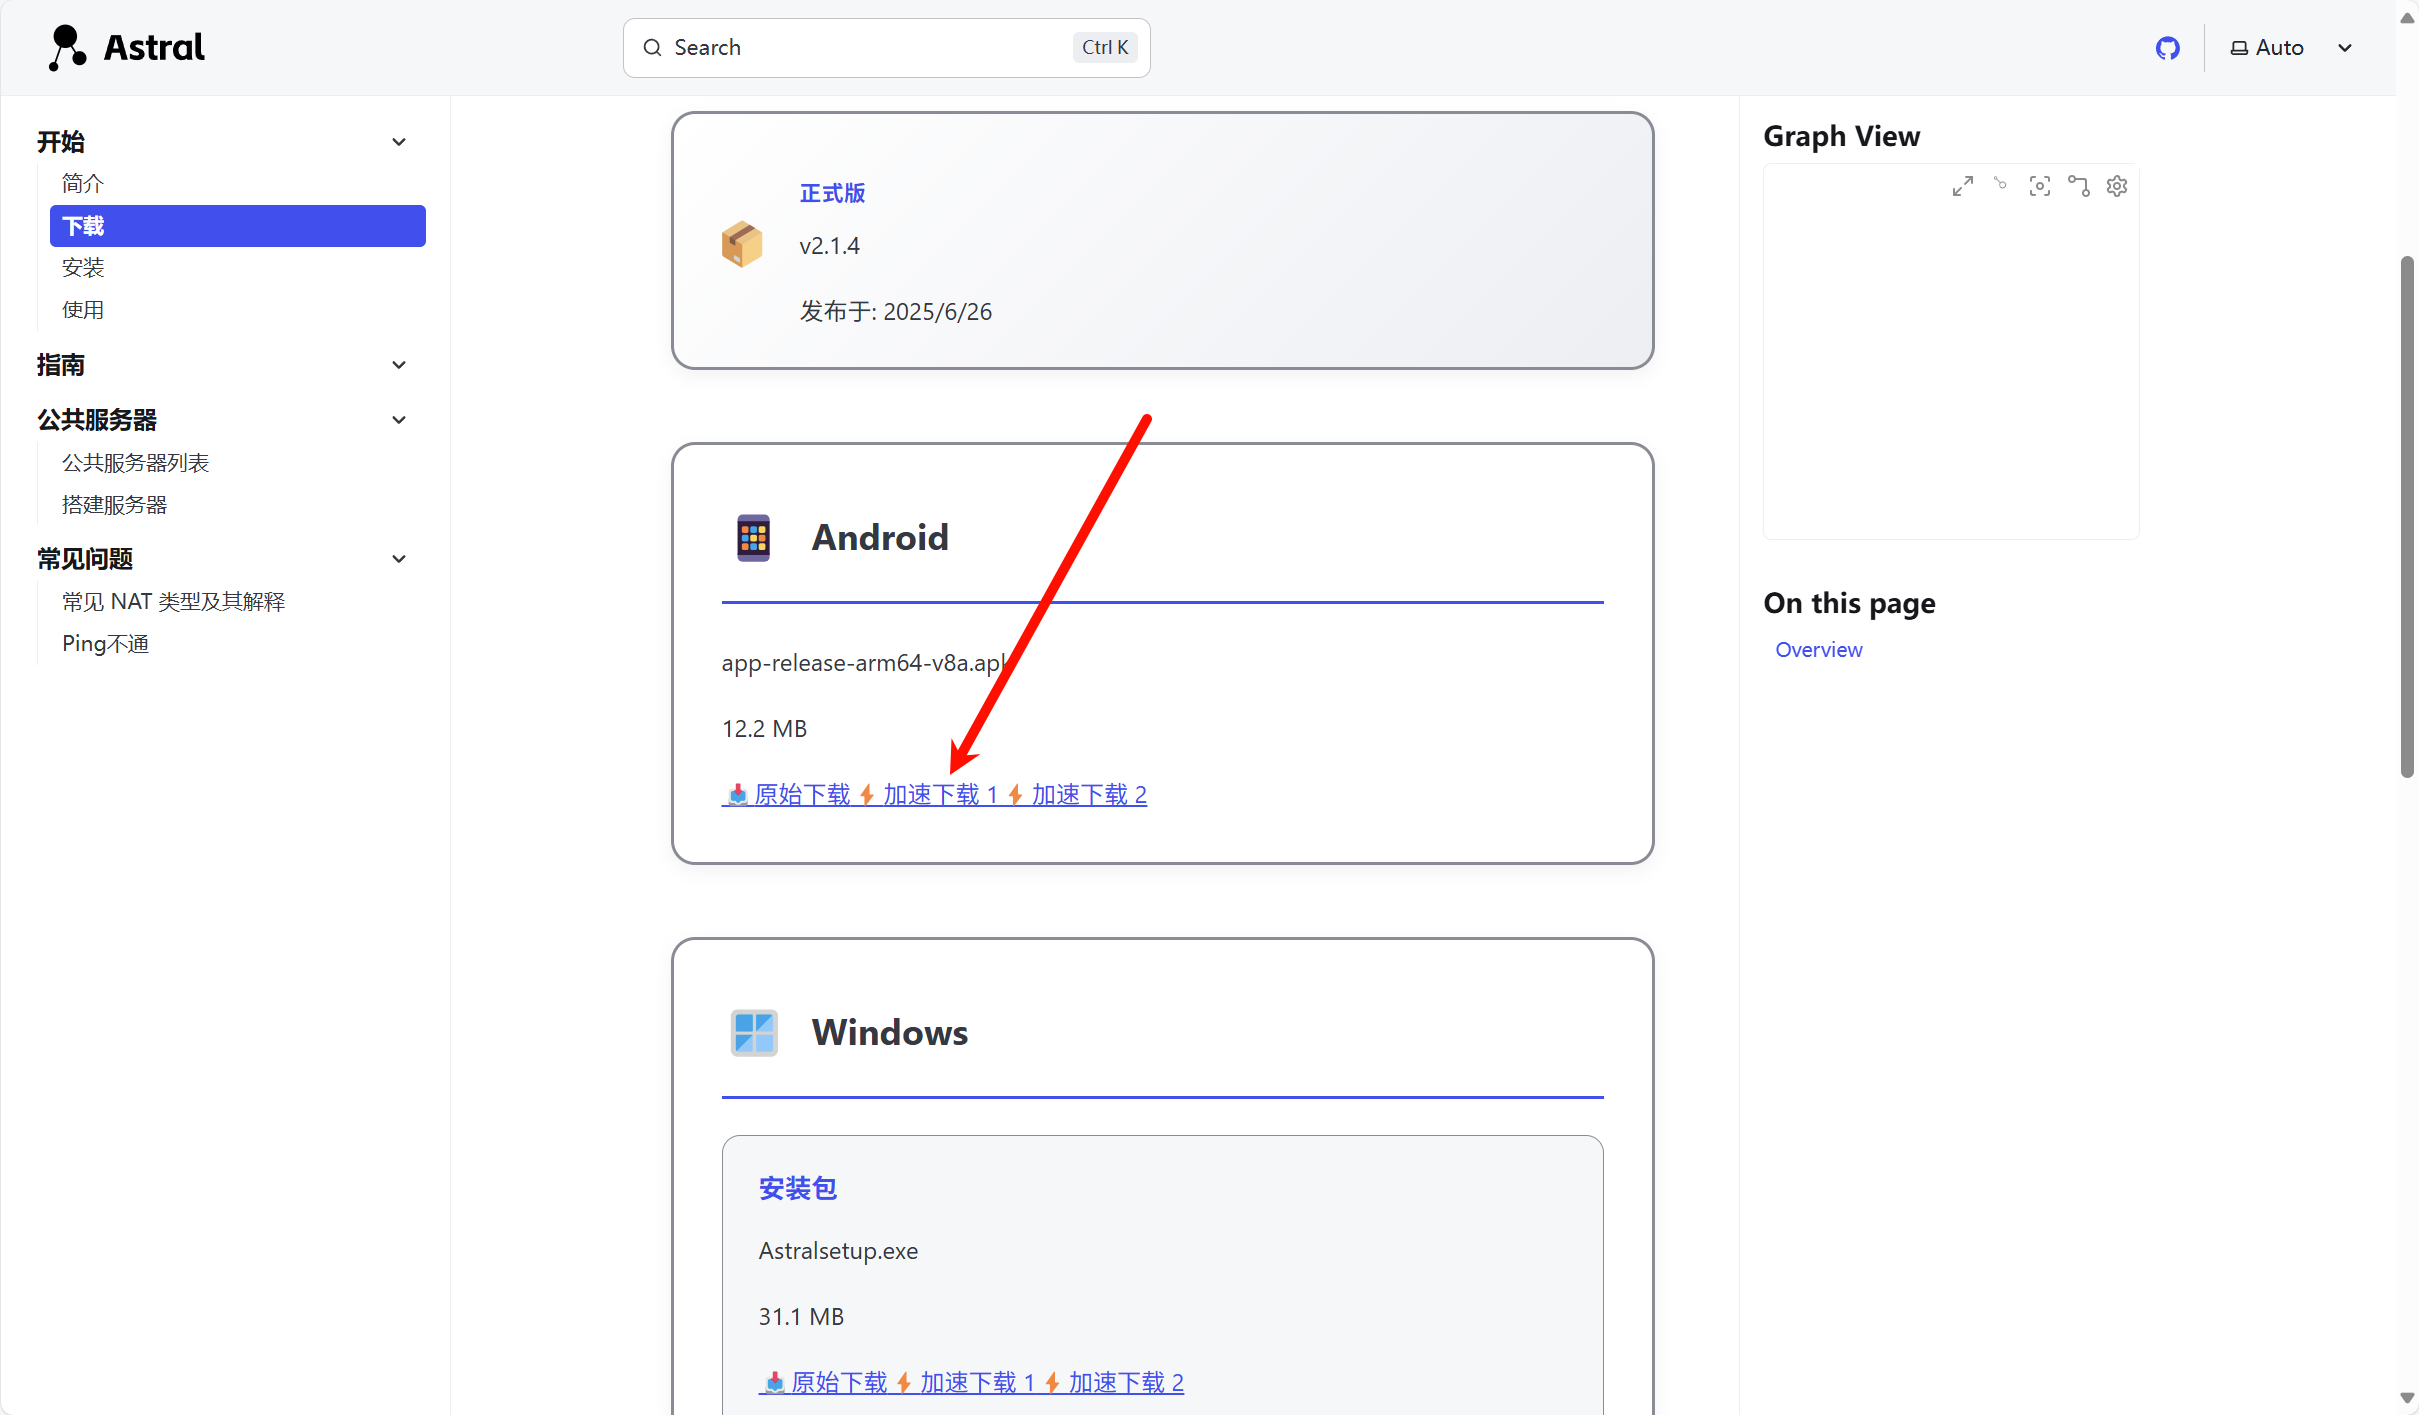 Astral
Search
Ctrl K
Auto
开始
简介
下载
安装
使用
指南
公共服务器
公共服务器列表
搭建服务器
常见问题
常见 NAT 类型及其解释
Ping不通
正式版
v2.1.4
发布于: 2025/6/26
Android
app-release-arm64-v8a.apk
12.2 MB
原始下载 加速下载 1 加速下载 2
Windows
安装包
Astralsetup.exe
31.1 MB
原始下载 加速下载 1 加速下载 2
Graph View
On this page
Overview